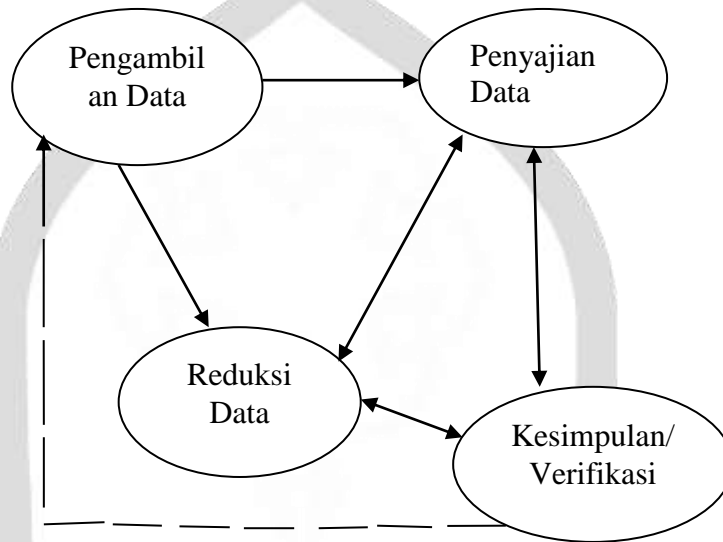 Pengambil
an Data
Penyajian
Data
Reduksi
Data
Kesimpulan/
Verifikasi